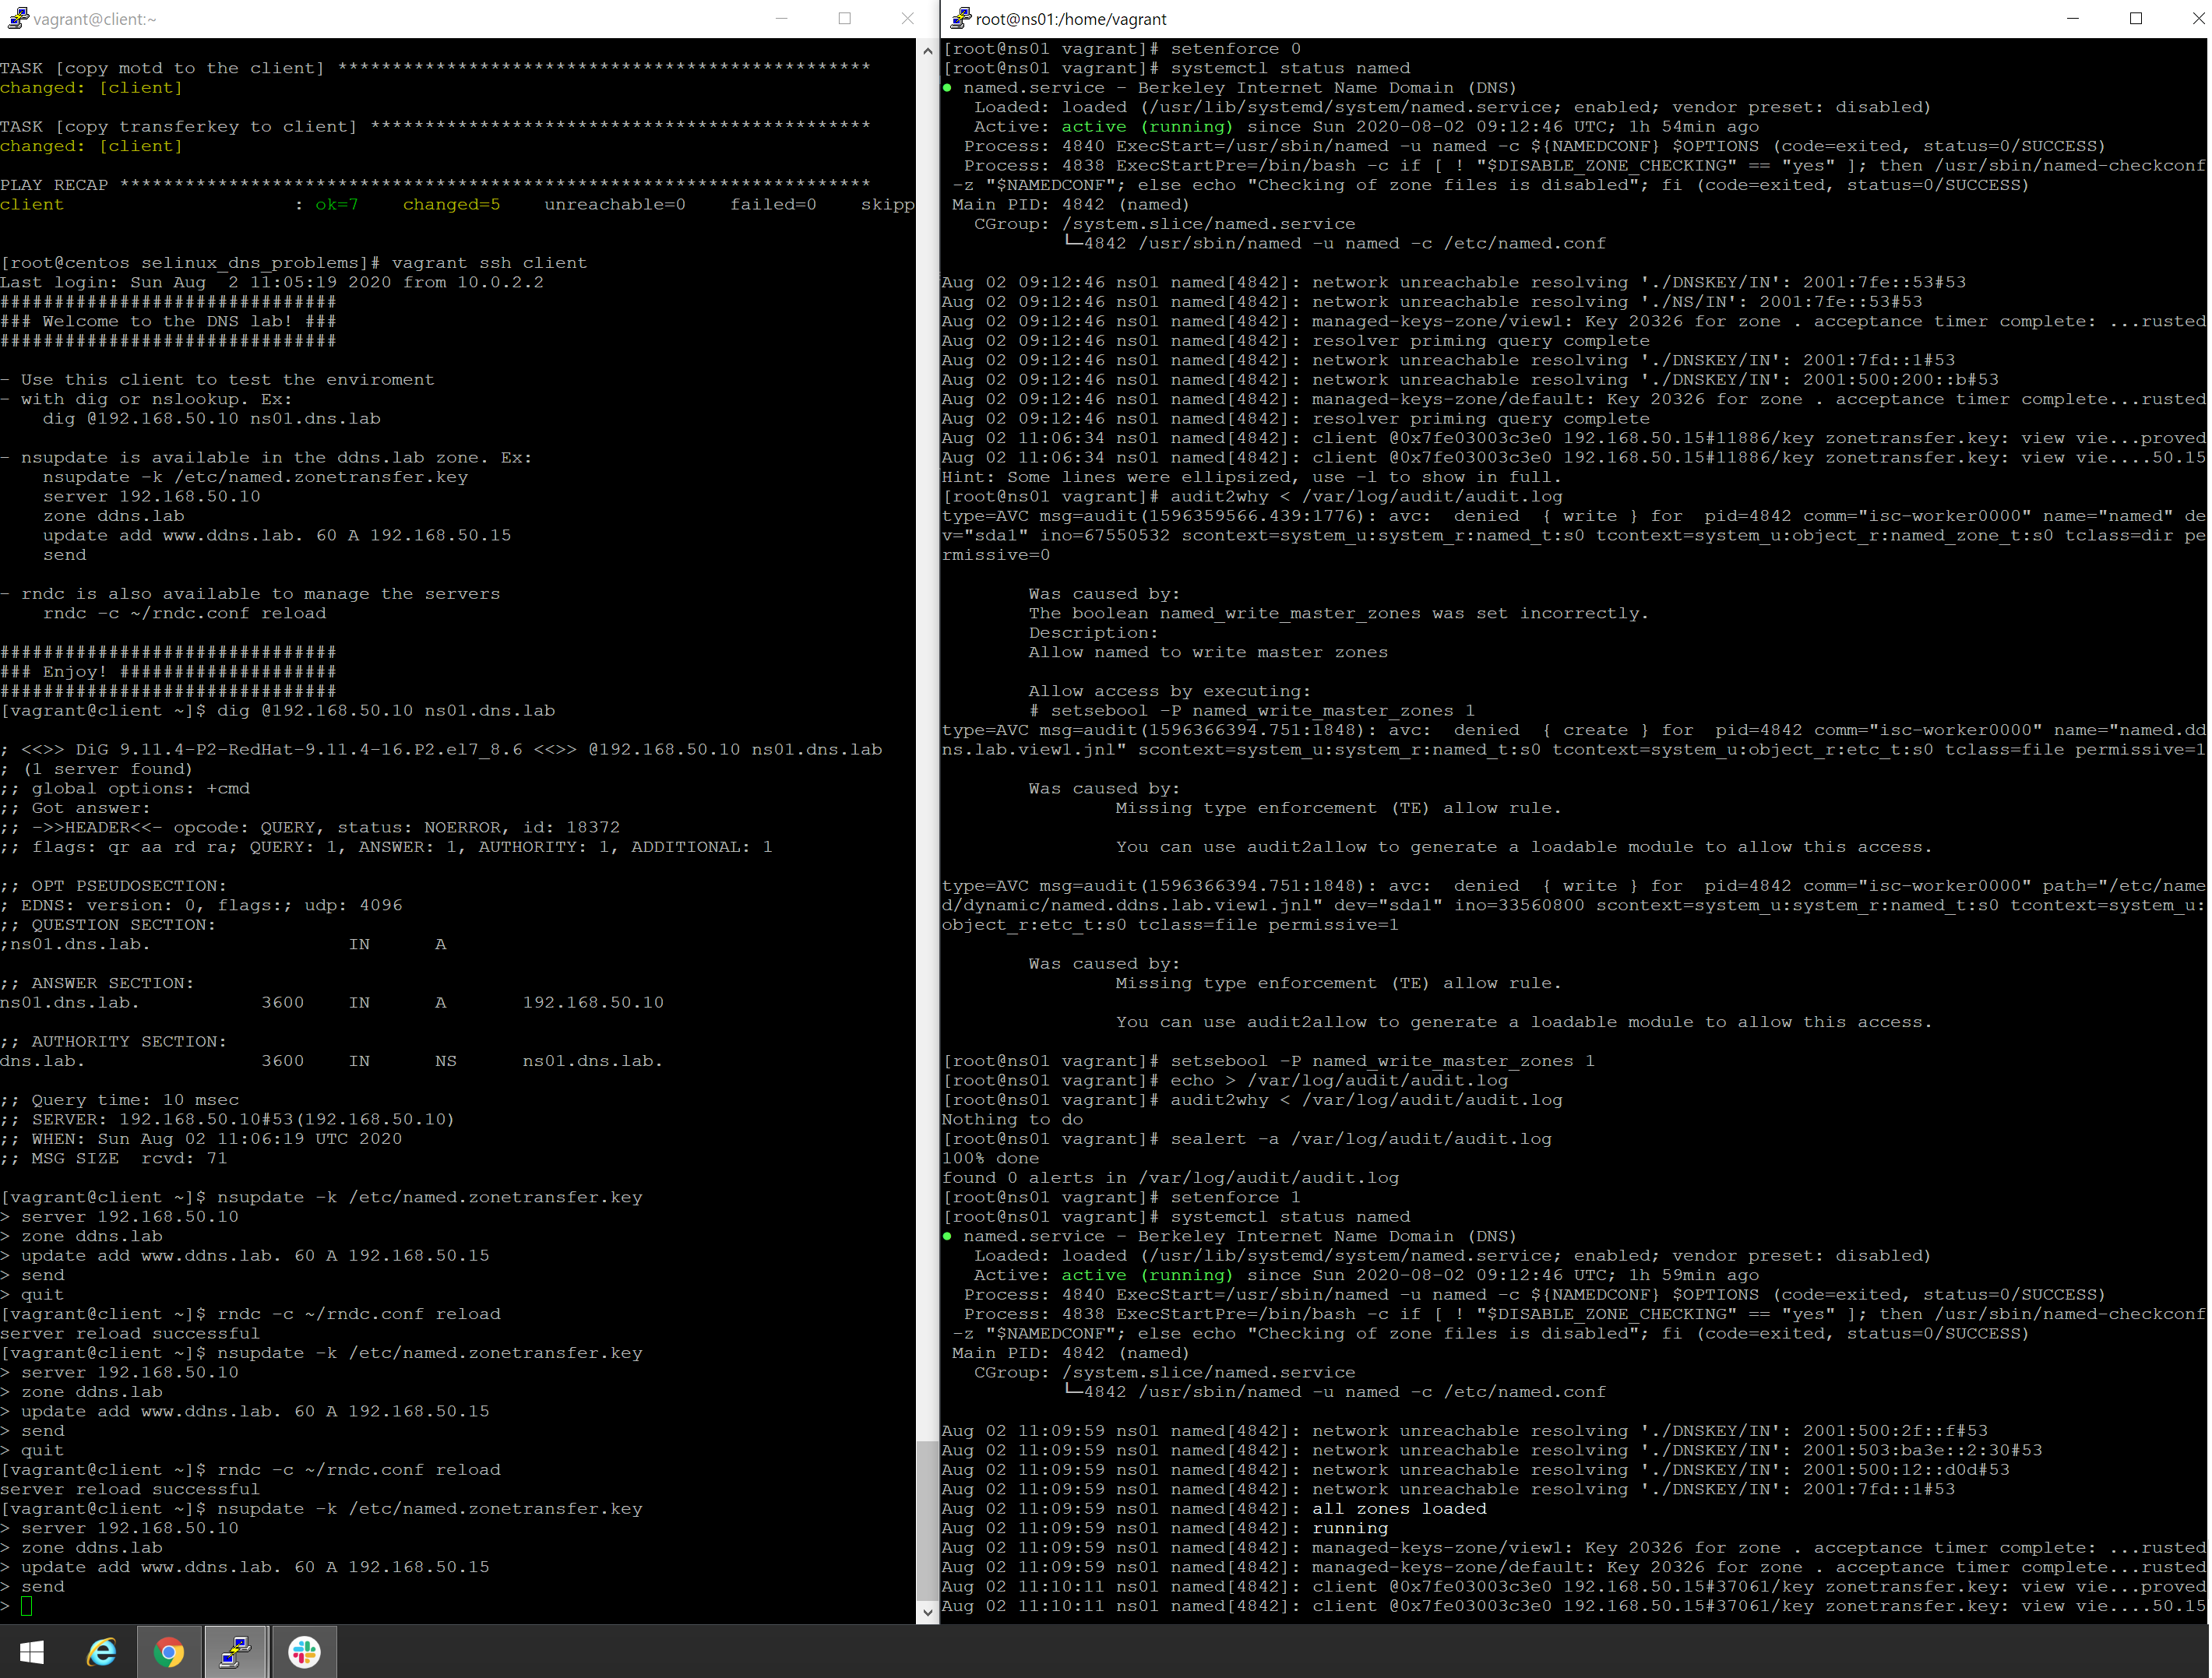 vagrant@client:~
TASK [copy motd to the client] *************************************************
changed: [client]
TASK [copy transferkey to client] **********************************************
changed: [client]
PLAY RECAP *********************************************************************
client                     : ok=7    changed=5    unreachable=0    failed=0    skipp
[root@centos selinux_dns_problems]# vagrant ssh client
Last login: Sun Aug  2 11:05:19 2020 from 10.0.2.2
###############################
### Welcome to the DNS lab! ###
###############################
- Use this client to test the enviroment
- with dig or nslookup. Ex:
    dig @192.168.50.10 ns01.dns.lab
- nsupdate is available in the ddns.lab zone. Ex:
    nsupdate -k /etc/named.zonetransfer.key
    server 192.168.50.10
    zone ddns.lab
    update add www.ddns.lab. 60 A 192.168.50.15
    send
- rndc is also available to manage the servers
    rndc -c ~/rndc.conf reload
###############################
### Enjoy! ####################
###############################
[vagrant@client ~]$ dig @192.168.50.10 ns01.dns.lab
; <<>> DiG 9.11.4-P2-RedHat-9.11.4-16.P2.el7_8.6 <<>> @192.168.50.10 ns01.dns.lab
; (1 server found)
;; global options: +cmd
;; Got answer:
;; ->>HEADER<<- opcode: QUERY, status: NOERROR, id: 18372
;; flags: qr aa rd ra; QUERY: 1, ANSWER: 1, AUTHORITY: 1, ADDITIONAL: 1
;; OPT PSEUDOSECTION:
; EDNS: version: 0, flags:; udp: 4096
;; QUESTION SECTION:
;ns01.dns.lab.                  IN      A
;; ANSWER SECTION:
ns01.dns.lab.           3600    IN      A       192.168.50.10
;; AUTHORITY SECTION:
dns.lab.                3600    IN      NS      ns01.dns.lab.
;; Query time: 10 msec
;; SERVER: 192.168.50.10#53(192.168.50.10)
;; WHEN: Sun Aug 02 11:06:19 UTC 2020
;; MSG SIZE  rcvd: 71
[vagrant@client ~]$ nsupdate -k /etc/named.zonetransfer.key
> server 192.168.50.10
> zone ddns.lab
> update add www.ddns.lab. 60 A 192.168.50.15
> send
> quit
[vagrant@client ~]$ rndc -c ~/rndc.conf reload
server reload successful
[vagrant@client ~]$ nsupdate -k /etc/named.zonetransfer.key
> server 192.168.50.10
> zone ddns.lab
> update add www.ddns.lab. 60 A 192.168.50.15
> send
> quit
[vagrant@client ~]$ rndc -c ~/rndc.conf reload
server reload successful
[vagrant@client ~]$ nsupdate -k /etc/named.zonetransfer.key
> server 192.168.50.10
> zone ddns.lab
> update add www.ddns.lab. 60 A 192.168.50.15
> send
>
root@ns01:/home/vagrant
[root@ns01 vagrant]# setenforce 0
[root@ns01 vagrant]# systemctl status named
● named.service - Berkeley Internet Name Domain (DNS)
   Loaded: loaded (/usr/lib/systemd/system/named.service; enabled; vendor preset: disabled)
   Active: active (running) since Sun 2020-08-02 09:12:46 UTC; 1h 54min ago
  Process: 4840 ExecStart=/usr/sbin/named -u named -c ${NAMEDCONF} $OPTIONS (code=exited, status=0/SUCCESS)
  Process: 4838 ExecStartPre=/bin/bash -c if [ ! "$DISABLE_ZONE_CHECKING" == "yes" ]; then /usr/sbin/named-checkconf
 -z "$NAMEDCONF"; else echo "Checking of zone files is disabled"; fi (code=exited, status=0/SUCCESS)
 Main PID: 4842 (named)
   CGroup: /system.slice/named.service
           └─4842 /usr/sbin/named -u named -c /etc/named.conf
Aug 02 09:12:46 ns01 named[4842]: network unreachable resolving './DNSKEY/IN': 2001:7fe::53#53
Aug 02 09:12:46 ns01 named[4842]: network unreachable resolving './NS/IN': 2001:7fe::53#53
Aug 02 09:12:46 ns01 named[4842]: managed-keys-zone/view1: Key 20326 for zone . acceptance timer complete: ...rusted
Aug 02 09:12:46 ns01 named[4842]: resolver priming query complete
Aug 02 09:12:46 ns01 named[4842]: network unreachable resolving './DNSKEY/IN': 2001:7fd::1#53
Aug 02 09:12:46 ns01 named[4842]: network unreachable resolving './DNSKEY/IN': 2001:500:200::b#53
Aug 02 09:12:46 ns01 named[4842]: managed-keys-zone/default: Key 20326 for zone . acceptance timer complete...rusted
Aug 02 09:12:46 ns01 named[4842]: resolver priming query complete
Aug 02 11:06:34 ns01 named[4842]: client @0x7fe03003c3e0 192.168.50.15#11886/key zonetransfer.key: view vie...proved
Aug 02 11:06:34 ns01 named[4842]: client @0x7fe03003c3e0 192.168.50.15#11886/key zonetransfer.key: view vie....50.15
Hint: Some lines were ellipsized, use -l to show in full.
[root@ns01 vagrant]# audit2why < /var/log/audit/audit.log
type=AVC msg=audit(1596359566.439:1776): avc:  denied  { write } for  pid=4842 comm="isc-worker0000" name="named" de
v="sda1" ino=67550532 scontext=system_u:system_r:named_t:s0 tcontext=system_u:object_r:named_zone_t:s0 tclass=dir pe
rmissive=0
        Was caused by:
        The boolean named_write_master_zones was set incorrectly.
        Description:
        Allow named to write master zones
        Allow access by executing:
        # setsebool -P named_write_master_zones 1
type=AVC msg=audit(1596366394.751:1848): avc:  denied  { create } for  pid=4842 comm="isc-worker0000" name="named.dd
ns.lab.view1.jnl" scontext=system_u:system_r:named_t:s0 tcontext=system_u:object_r:etc_t:s0 tclass=file permissive=1
        Was caused by:
                Missing type enforcement (TE) allow rule.
                You can use audit2allow to generate a loadable module to allow this access.
type=AVC msg=audit(1596366394.751:1848): avc:  denied  { write } for  pid=4842 comm="isc-worker0000" path="/etc/name
d/dynamic/named.ddns.lab.view1.jnl" dev="sda1" ino=33560800 scontext=system_u:system_r:named_t:s0 tcontext=system_u:
object_r:etc_t:s0 tclass=file permissive=1
        Was caused by:
                Missing type enforcement (TE) allow rule.
                You can use audit2allow to generate a loadable module to allow this access.
[root@ns01 vagrant]# setsebool -P named_write_master_zones 1
[root@ns01 vagrant]# echo > /var/log/audit/audit.log
[root@ns01 vagrant]# audit2why < /var/log/audit/audit.log
Nothing to do
[root@ns01 vagrant]# sealert -a /var/log/audit/audit.log
100% done
found 0 alerts in /var/log/audit/audit.log
[root@ns01 vagrant]# setenforce 1
[root@ns01 vagrant]# systemctl status named
● named.service - Berkeley Internet Name Domain (DNS)
   Loaded: loaded (/usr/lib/systemd/system/named.service; enabled; vendor preset: disabled)
   Active: active (running) since Sun 2020-08-02 09:12:46 UTC; 1h 59min ago
  Process: 4840 ExecStart=/usr/sbin/named -u named -c ${NAMEDCONF} $OPTIONS (code=exited, status=0/SUCCESS)
  Process: 4838 ExecStartPre=/bin/bash -c if [ ! "$DISABLE_ZONE_CHECKING" == "yes" ]; then /usr/sbin/named-checkconf
 -z "$NAMEDCONF"; else echo "Checking of zone files is disabled"; fi (code=exited, status=0/SUCCESS)
 Main PID: 4842 (named)
   CGroup: /system.slice/named.service
           └─4842 /usr/sbin/named -u named -c /etc/named.conf
Aug 02 11:09:59 ns01 named[4842]: network unreachable resolving './DNSKEY/IN': 2001:500:2f::f#53
Aug 02 11:09:59 ns01 named[4842]: network unreachable resolving './DNSKEY/IN': 2001:503:ba3e::2:30#53
Aug 02 11:09:59 ns01 named[4842]: network unreachable resolving './DNSKEY/IN': 2001:500:12::d0d#53
Aug 02 11:09:59 ns01 named[4842]: network unreachable resolving './DNSKEY/IN': 2001:7fd::1#53
Aug 02 11:09:59 ns01 named[4842]: all zones loaded
Aug 02 11:09:59 ns01 named[4842]: running
Aug 02 11:09:59 ns01 named[4842]: managed-keys-zone/view1: Key 20326 for zone . acceptance timer complete: ...rusted
Aug 02 11:09:59 ns01 named[4842]: managed-keys-zone/default: Key 20326 for zone . acceptance timer complete...rusted
Aug 02 11:10:11 ns01 named[4842]: client @0x7fe03003c3e0 192.168.50.15#37061/key zonetransfer.key: view vie...proved
Aug 02 11:10:11 ns01 named[4842]: client @0x7fe03003c3e0 192.168.50.15#37061/key zonetransfer.key: view vie....50.15